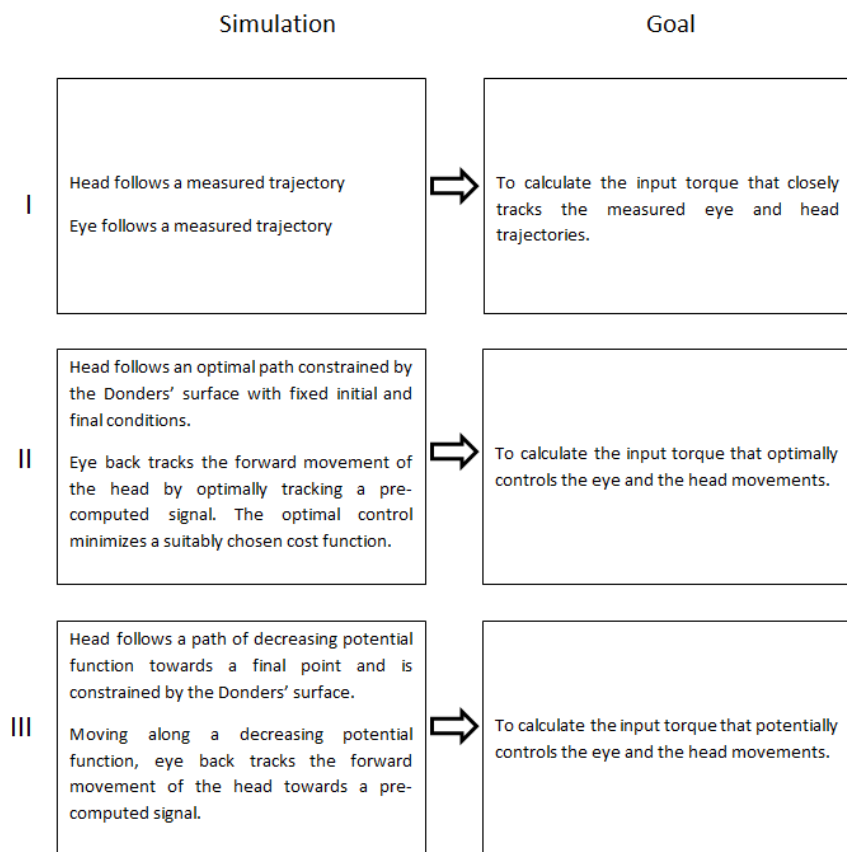 Simulation
Goal
I
Head follows a measured trajectory
Eye follows a measured trajectory
To calculate the input torque that closely
tracks the measured eye and head
trajectories.
II
Head follows an optimal path constrained by
the Donders' surface with fixed initial and
final conditions.
Eye back tracks the forward movement of
the head by optimally tracking a pre-
computed signal. The optimal control
minimizes a suitably chosen cost function.
To calculate the input torque that optimally
controls the eye and the head movements.
III
Head follows a path of decreasing potential
function towards a final point and is
constrained by the Donders' surface.
Moving along a decreasing potential
function, eye back tracks the forward
movement of the head towards a pre-
computed signal.
To calculate the input torque that potentially
controls the eye and the head movements.